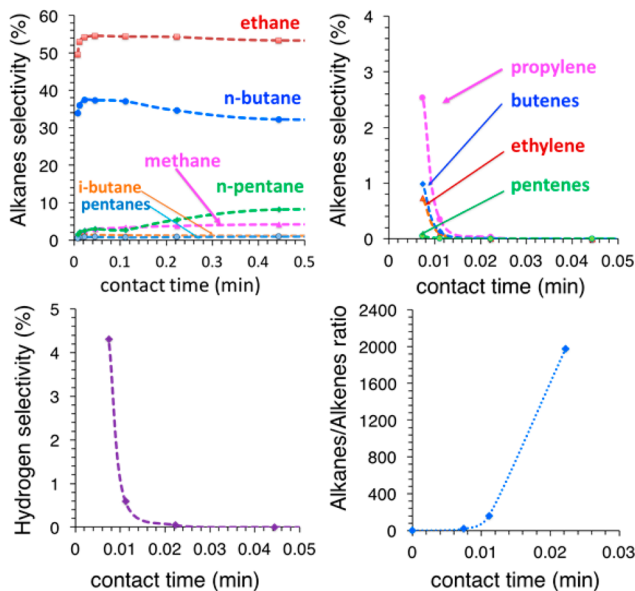 Alkanes selectivity (%)
60
50
40
30
20
10
0
ethane
n-butane
methane
n-pentane
i-butane
pentanes
0 0.1 0.2 0.3 0.4 0.5
contact time (min)
Alkenes selectivity (%)
4
3
2
1
0
propylene
butenes
ethylene
pentenes
0 0.01 0.02 0.03 0.04 0.05
contact time (min)
Hydrogen selectivity (%)
5
4
3
2
1
0
0 0.01 0.02 0.03 0.04 0.05
contact time (min)
Alkanes/Alkenes ratio
2400
2000
1600
1200
800
400
0
0 0.01 0.02 0.03
contact time (min)